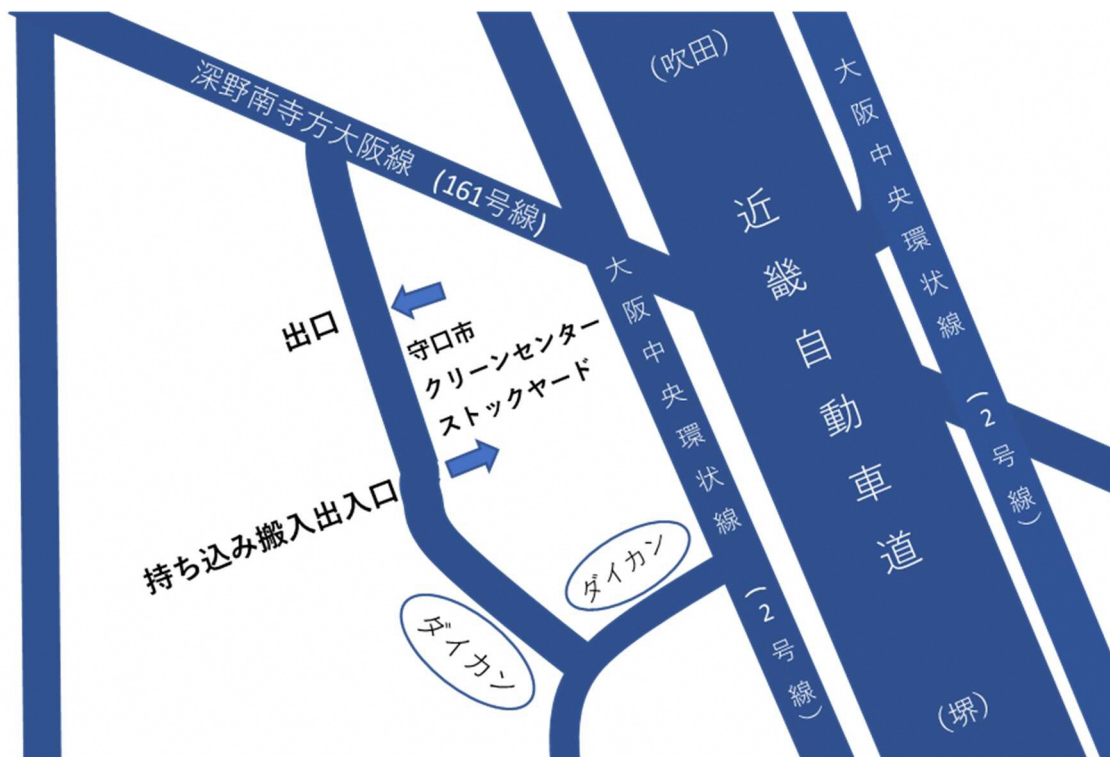 (吹田)
深野南寺方大阪線 (161号線)
大阪中央環状線 (2号線)
近畿自動車道
大阪中央環状線 (2号線)
出口
守口市
クリーンセンター
ストックヤード
持ち込み搬入出入口
ダイカン
ダイカン
(堺)